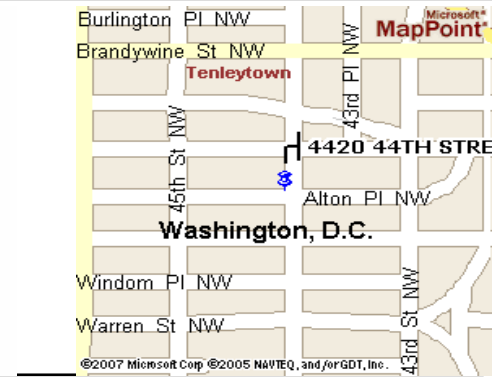 Burlington Pl NW
Microsoft®
MapPoint®
Brandywine St NW
Tenleytown
43rd Pl NW
45th St NW
4420 44TH STRE
Alton Pl NW
Washington, D.C.
Windom Pl NW
43rd St NW
Warren St NW
©2007 Microsoft Corp ©2005 NAVTEQ, and/or GDT, Inc.